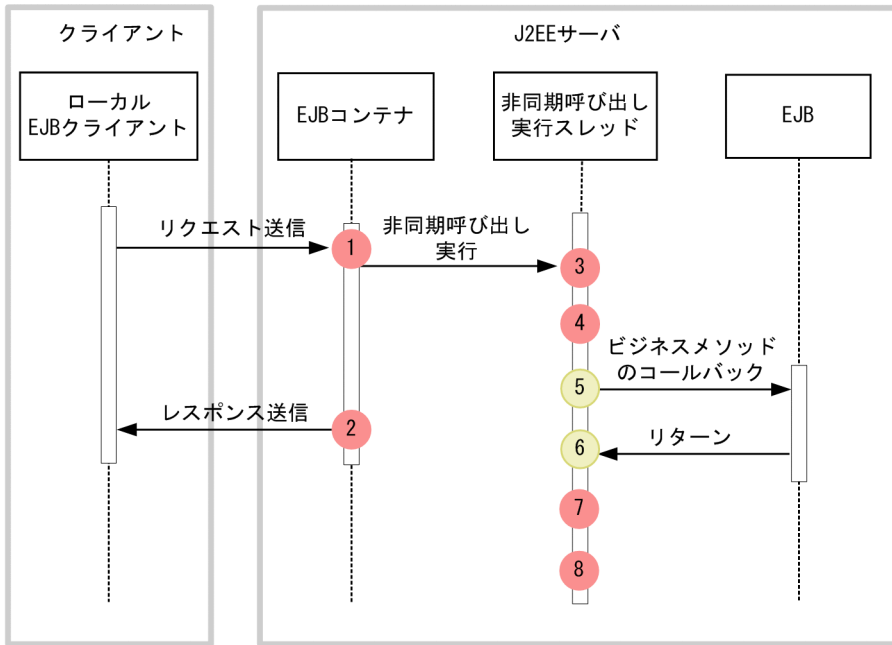 クライアント
J2EEサーバ
ローカル
EJBクライアント
EJBコンテナ
非同期呼び出し
実行スレッド
EJB
リクエスト送信
1
非同期呼び出し
実行
3
4
ビジネスメソッド
のコールバック
5
レスポンス送信
2
リターン
6
7
8